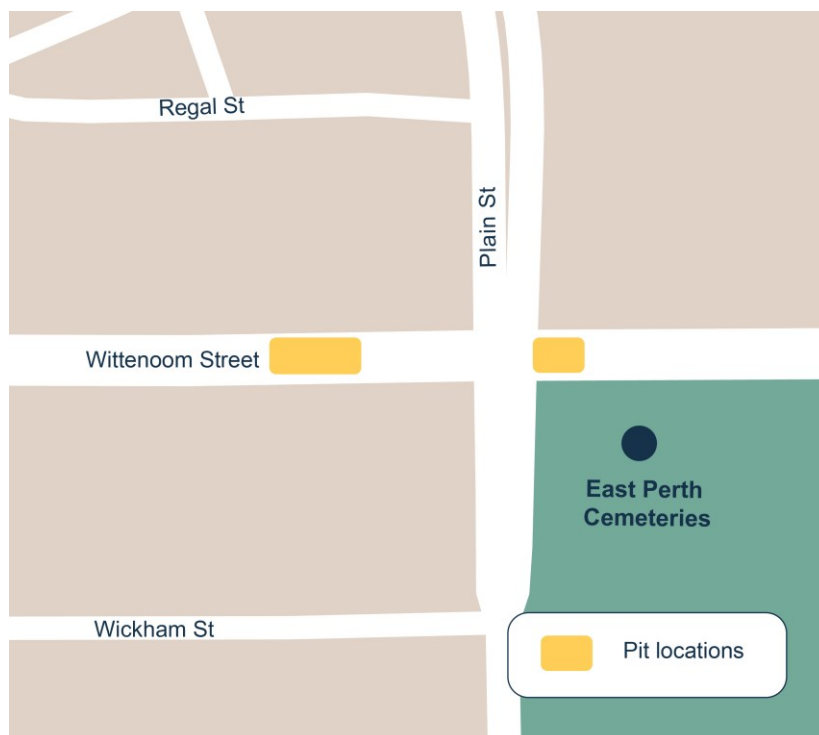 Regal St
Plain St
Wittenoom Street
East Perth
Cemeteries
Wickham St
Pit locations